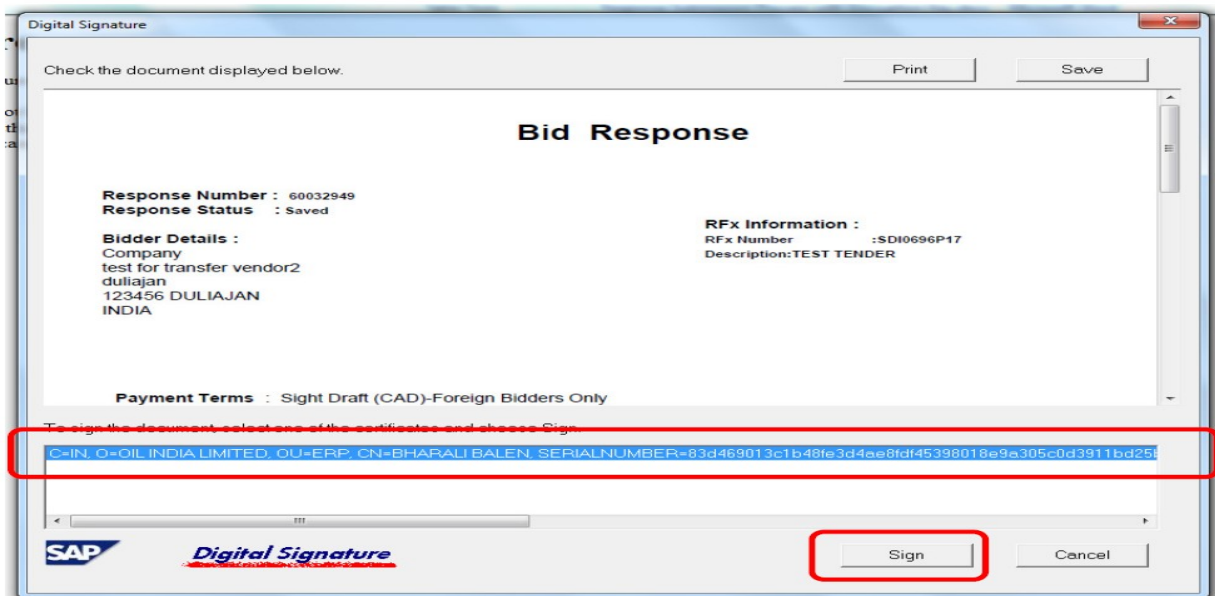 Digital Signature
Check the document displayed below.
Print
Save
Bid Response
Response Number : 60032949
Response Status : Saved
RFx Information :
RFx Number :SDI0696P17
Description:TEST TENDER
Bidder Details :
Company
test for transfer vendor2
duliajan
123456 DULIAJAN
INDIA
Payment Terms : Sight Draft (CAD)-Foreign Bidders Only
To sign the document, select one of the certificates and choose Sign.
C=IN, O=OIL INDIA LIMITED, OU=ERP, CN=BHARALI BALEN, SERIALNUMBER=83d469013c1b48fe3d4ae8fdf45398018e9a305c0d3911bd25
SAP
Digital Signature
Sign
Cancel